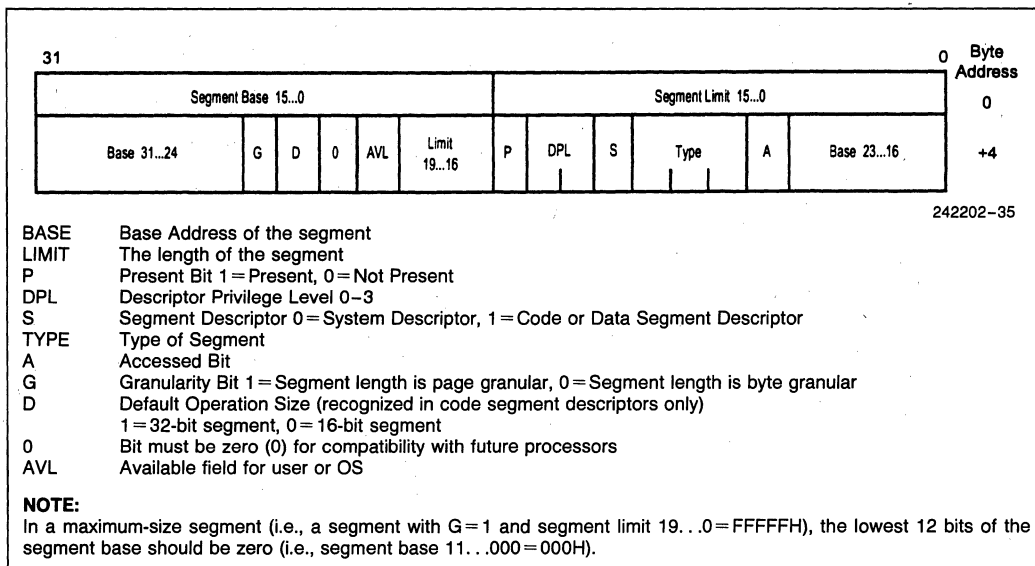 31 0 Byte Address
Segment Base 15...0 Segment Limit 15...0 0
Base 31...24 G D 0 AVL Limit 19...16 P DPL S Type A Base 23...16 +4
242202–35
BASE Base Address of the segment
LIMIT The length of the segment
P Present Bit 1 = Present, 0 = Not Present
DPL Descriptor Privilege Level 0–3
S Segment Descriptor 0 = System Descriptor, 1 = Code or Data Segment Descriptor
TYPE Type of Segment
A Accessed Bit
G Granularity Bit 1 = Segment length is page granular, 0 = Segment length is byte granular
D Default Operation Size (recognized in code segment descriptors only)
1 = 32-bit segment, 0 = 16-bit segment
0 Bit must be zero (0) for compatibility with future processors
AVL Available field for user or OS
NOTE:
In a maximum-size segment (i.e., a segment with G = 1 and segment limit 19. . .0 = FFFFFH), the lowest 12 bits of the
segment base should be zero (i.e., segment base 11. . .000 = 000H).